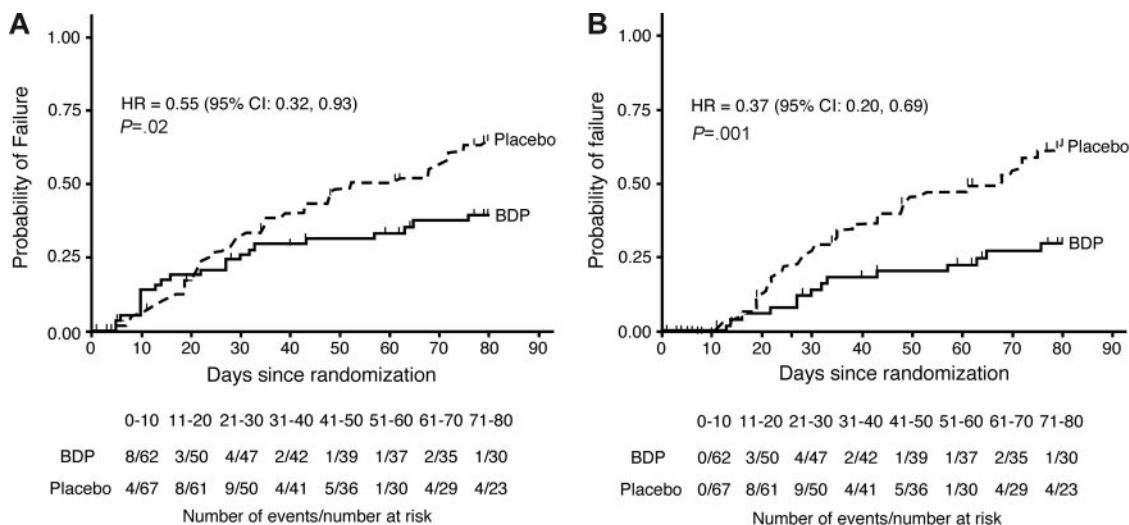 A
1.00
0.75
0.50
0.25
0.00
Probability of Failure
HR = 0.55 (95% CI: 0.32, 0.93)
P=.02
Placebo
BDP
0 10 20 30 40 50 60 70 80 90
Days since randomization
0-10 11-20 21-30 31-40 41-50 51-60 61-70 71-80
BDP 8/62 3/50 4/47 2/42 1/39 1/37 2/35 1/30
Placebo 4/67 8/61 9/50 4/41 5/36 1/30 4/29 4/23
Number of events/number at risk
B
1.00
0.75
0.50
0.25
0.00
Probability of failure
HR = 0.37 (95% CI: 0.20, 0.69)
P=.001
Placebo
BDP
0 10 20 30 40 50 60 70 80 90
Days since randomization
0-10 11-20 21-30 31-40 41-50 51-60 61-70 71-80
BDP 0/62 3/50 4/47 2/42 1/39 1/37 2/35 1/30
Placebo 0/67 8/61 9/50 4/41 5/36 1/30 4/29 4/23
Number of events/number at risk